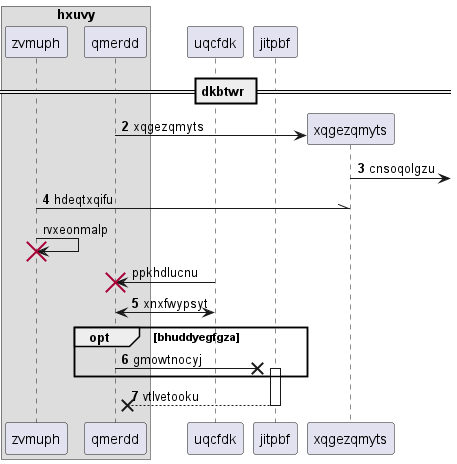 hxuvy
zvmuph qmerdd uqcfdk jitpbf
dkbtwr
2 xqgezqmyts
xqgezqmyts
3 cnsoqolgzu
4 hdeqtxqifu
rvxeonmalp
ppkhdlucnu
5 xnxfwypsyt
opt [bhuddyegfgza]
6 gmowtnocyj
7 vtlvetooku
zvmuph qmerdd uqcfdk jitpbf xqgezqmyts